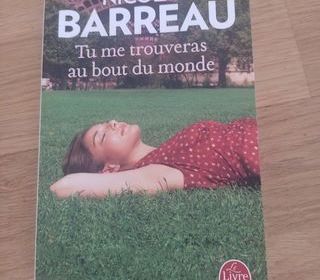 BARREAU
Tu me trouveras
au bout du monde
Le
Livre